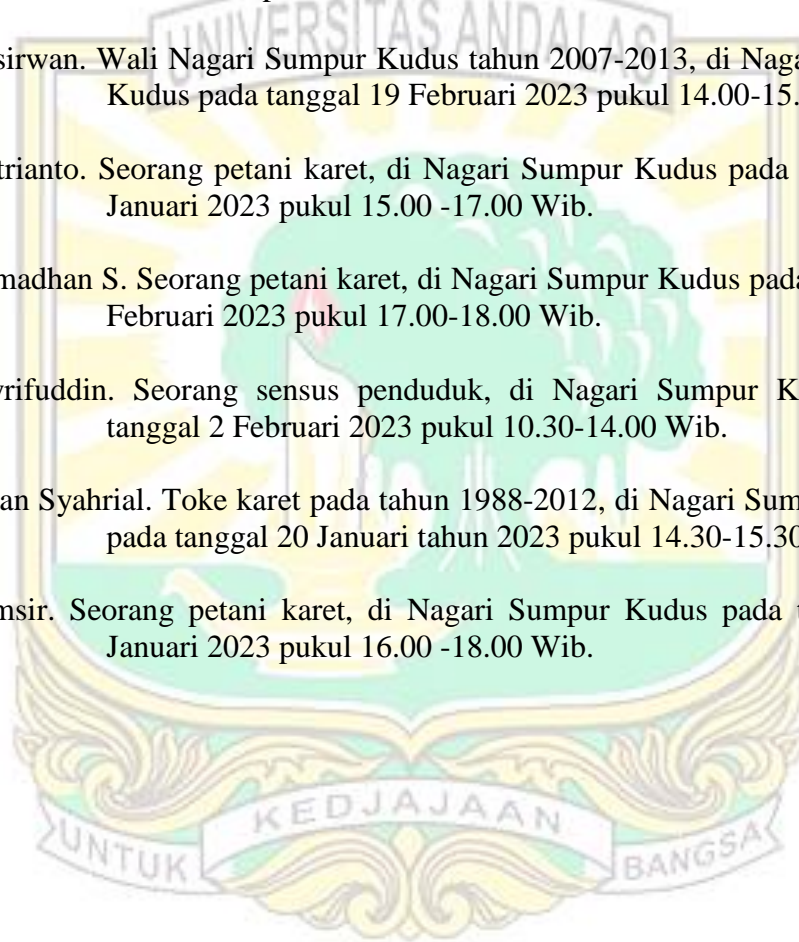 UNIVERSITAS ANDALAS
sirwan. Wali Nagari Sumpur Kudus tahun 2007-2013, di Naga
Kudus pada tanggal 19 Februari 2023 pukul 14.00-15.
trianto. Seorang petani karet, di Nagari Sumpur Kudus pada
Januari 2023 pukul 15.00 -17.00 Wib.
madhan S. Seorang petani karet, di Nagari Sumpur Kudus pada
Februari 2023 pukul 17.00-18.00 Wib.
rifuddin. Seorang sensus penduduk, di Nagari Sumpur K
tanggal 2 Februari 2023 pukul 10.30-14.00 Wib.
an Syahrial. Toke karet pada tahun 1988-2012, di Nagari Sum
pada tanggal 20 Januari tahun 2023 pukul 14.30-15.30
msir. Seorang petani karet, di Nagari Sumpur Kudus pada t
Januari 2023 pukul 16.00 -18.00 Wib.
UNTUK KEDJAJAAN BANGSA